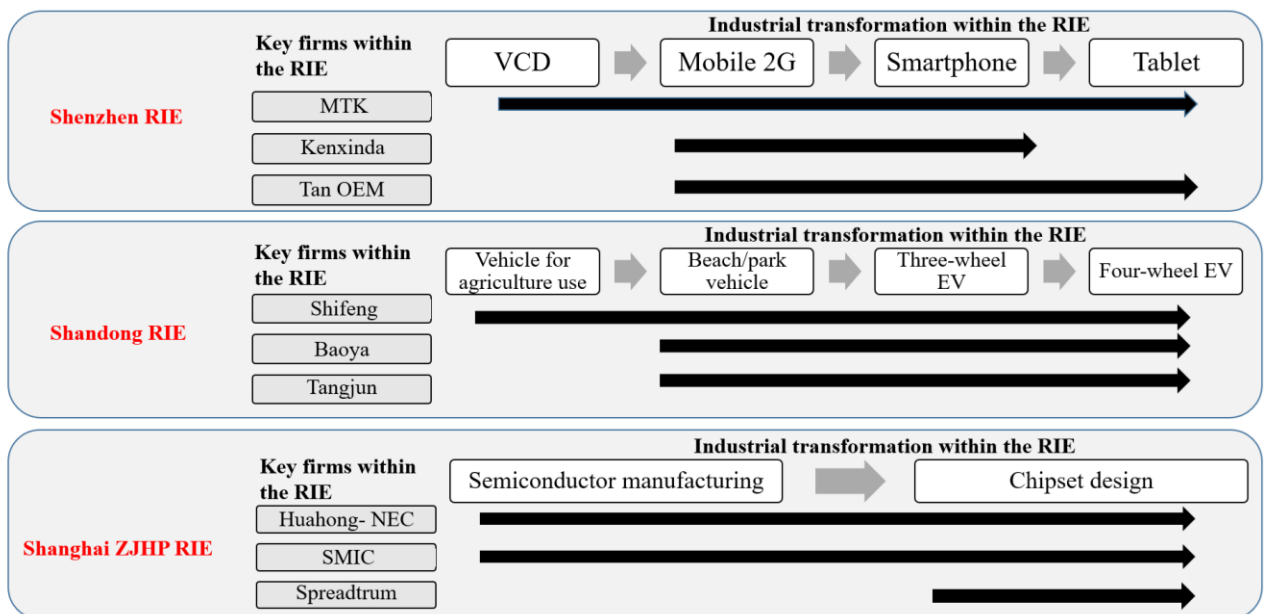 Industrial transformation within the RIE
Key firms within
the RIE
VCD
Mobile 2G
Smartphone
Tablet
Shenzhen RIE
MTK
Kenxinda
Tan OEM
Industrial transformation within the RIE
Key firms within
the RIE
Vehicle for
agriculture use
Beach/park
vehicle
Three-wheel
EV
Four-wheel EV
Shandong RIE
Shifeng
Baoya
Tangjun
Industrial transformation within the RIE
Key firms within
the RIE
Semiconductor manufacturing
Chipset design
Shanghai ZJHP RIE
Huahong- NEC
SMIC
Spreadtrum